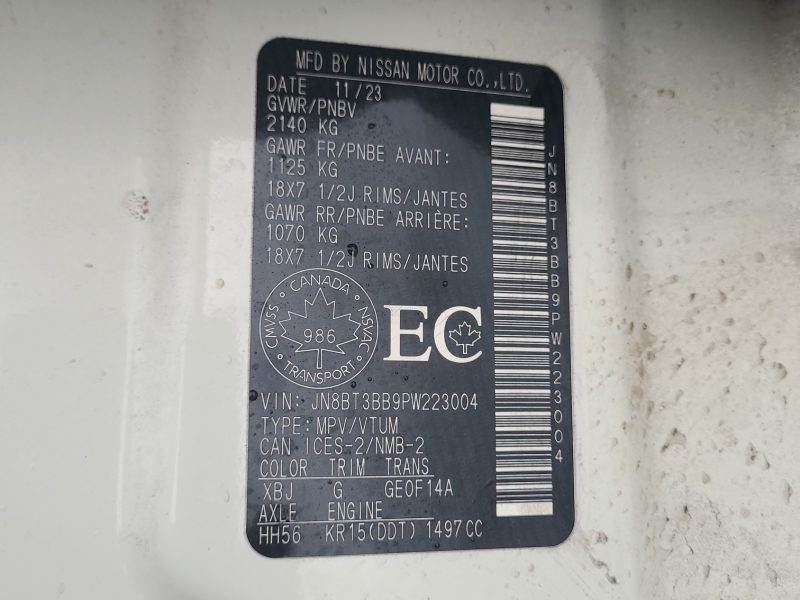 MFD BY NISSAN MOTOR CO.,LTD.
DATE 11/23
GVWR/PNBV
2140 KG
GAWR FR/PNBE AVANT:
1125 KG
18X7 1/2J RIMS/JANTES
GAWR RR/PNBE ARRIÈRE:
1070 KG
18X7 1/2J RIMS/JANTES
CANADA
CMVSS 986 NSVAC
TRANSPORT
EC
VIN: JN8BT3BB9PW223004
TYPE: MPV/VTUM
CAN ICES-2/NMB-2
COLOR TRIM TRANS
XBJ G GE0F14A
AXLE ENGINE
HH56 KR15(DDT) 1497CC
JN8BT3BB9PW223004